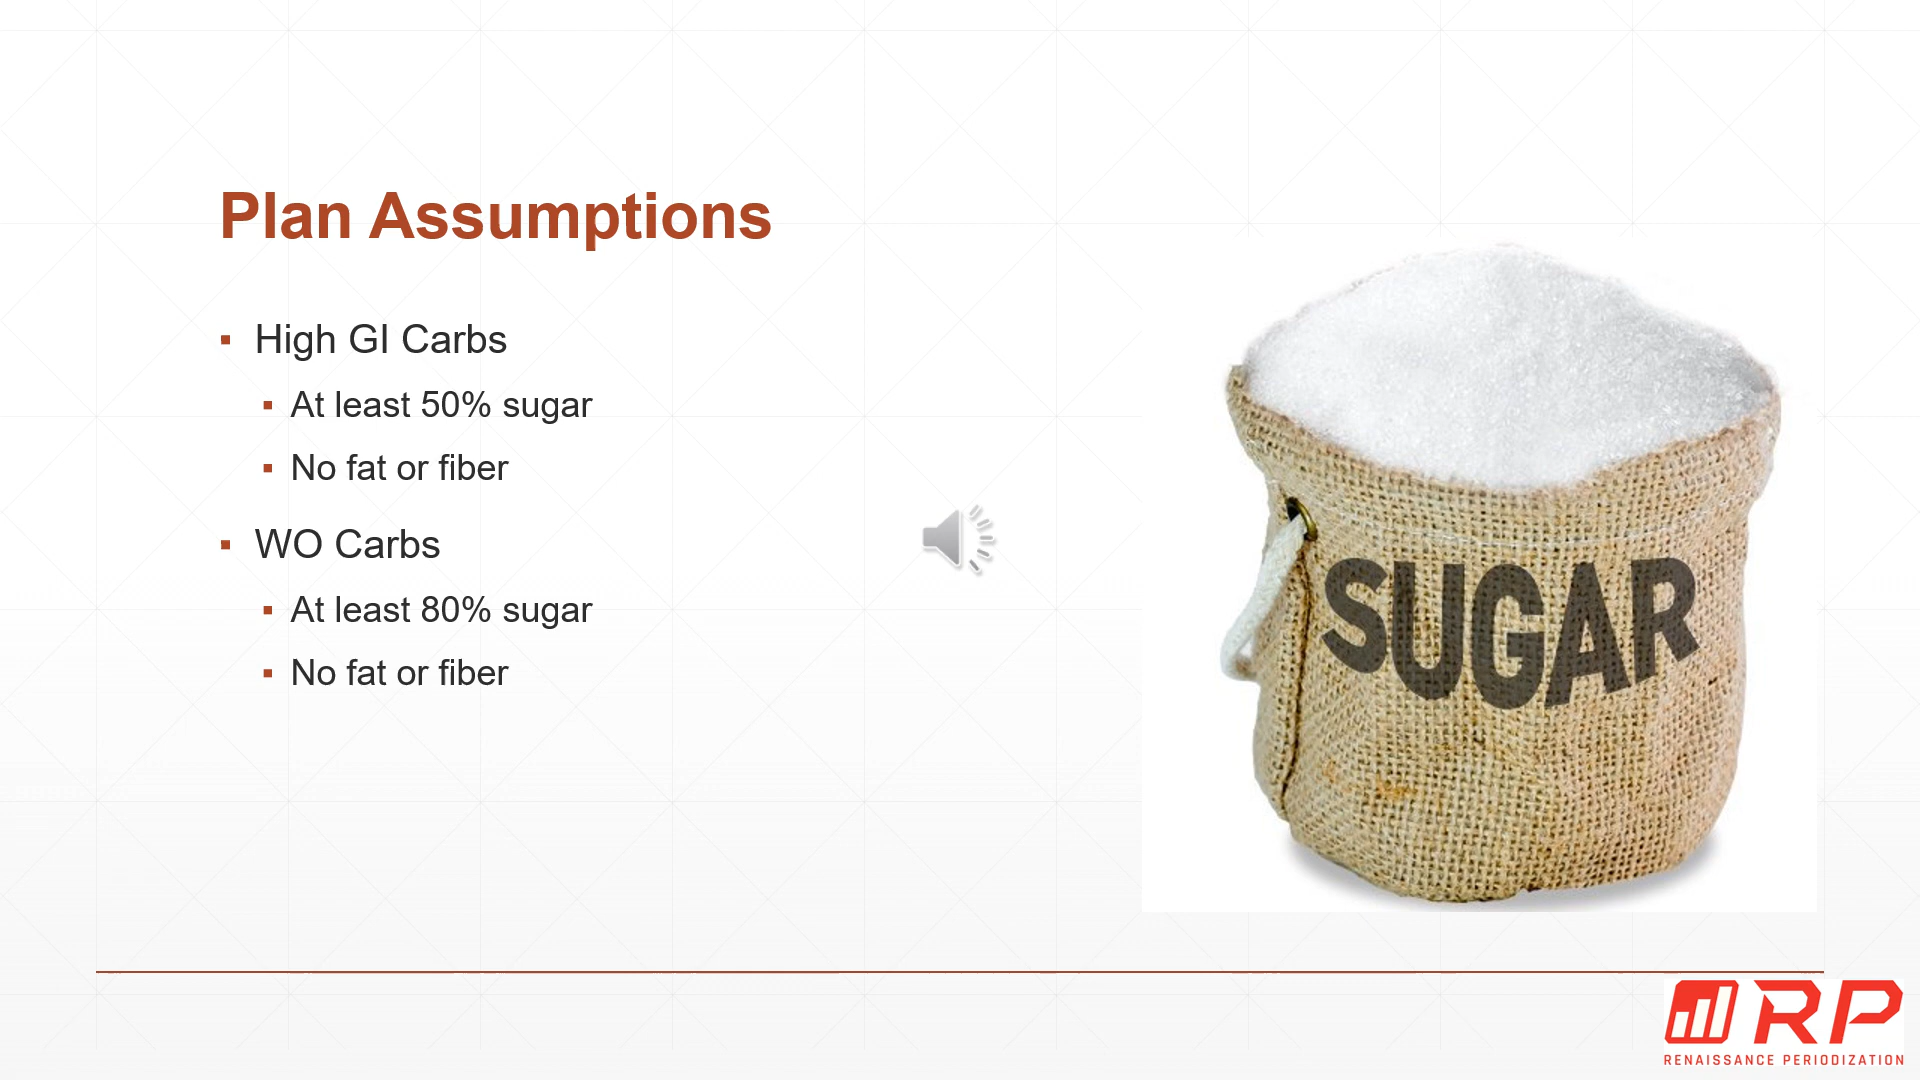 Plan Assumptions
High GI Carbs
At least 50% sugar
No fat or fiber
WO Carbs
At least 80% sugar
No fat or fiber
SUGAR
RP
RENAISSANCE PERIODIZATION